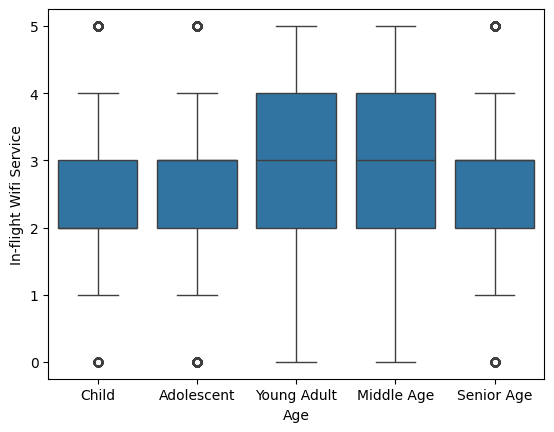 5
4
3
2
1
0
In-flight Wifi Service
Child Adolescent Young Adult Middle Age Senior Age
Age